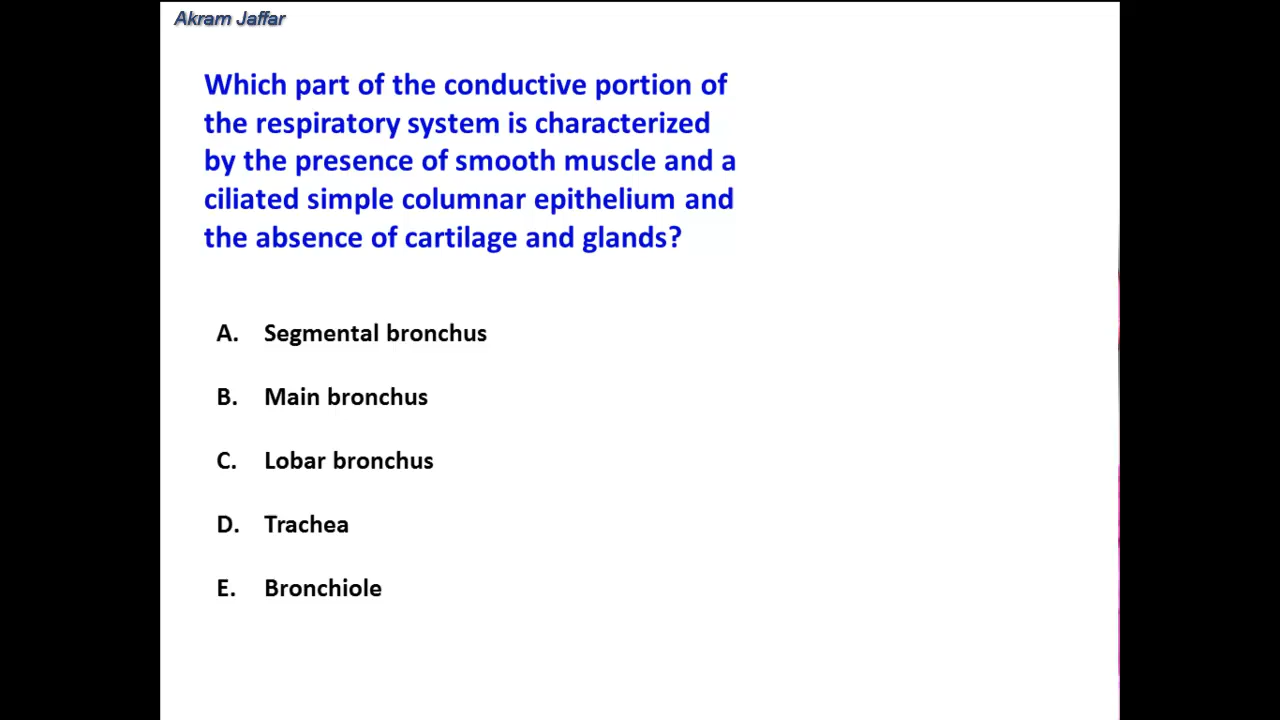 Akram Jaffar
Which part of the conductive portion of
the respiratory system is characterized
by the presence of smooth muscle and a
ciliated simple columnar epithelium and
the absence of cartilage and glands?
A. Segmental bronchus
B. Main bronchus
C. Lobar bronchus
D. Trachea
E. Bronchiole